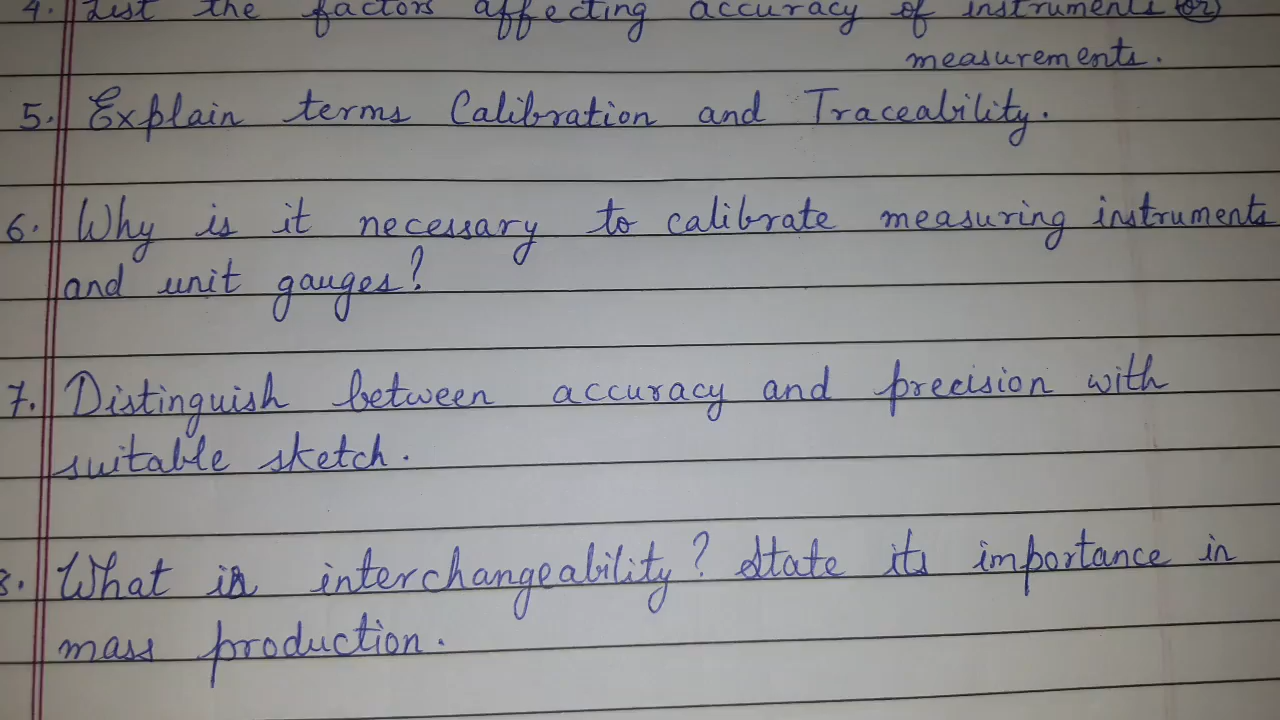 4. List the factors affecting accuracy of instruments (or)
measurements.
5. Explain terms Calibration and Traceability.
6. Why is it necessary to calibrate measuring instruments
and unit gauges?
7. Distinguish between accuracy and precision with
suitable sketch.
8. What is interchangeability? State its importance in
mass production.